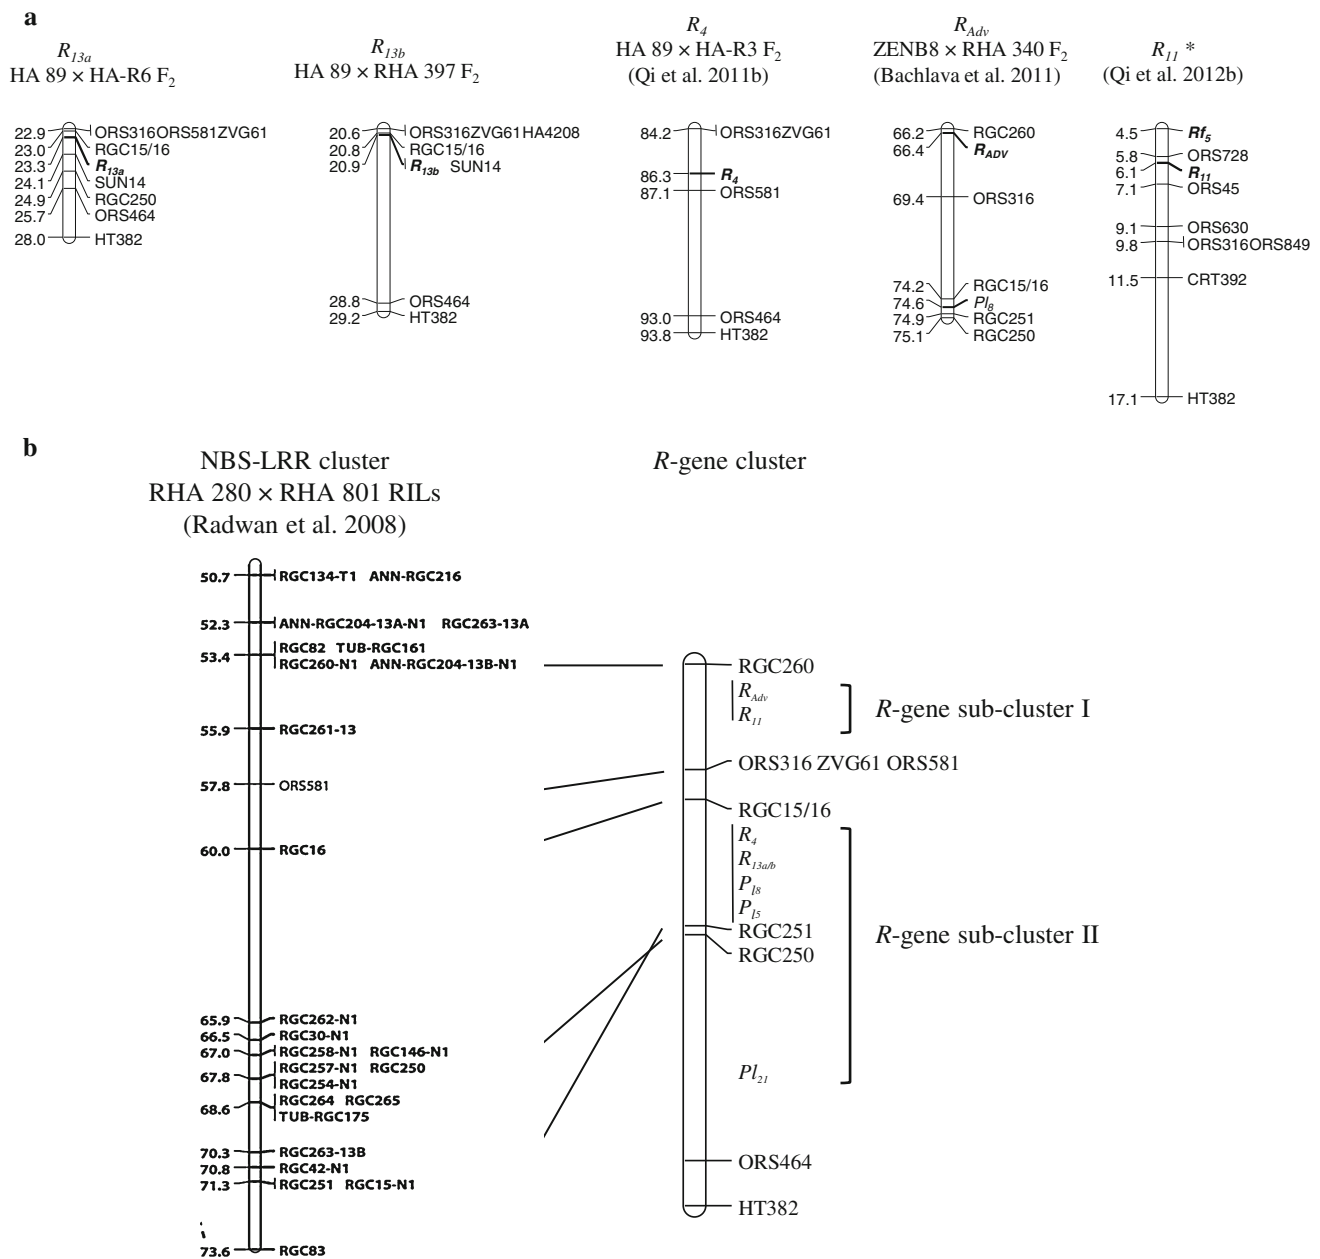 a
R13a
HA 89 × HA-R6 F2
22.9 ORS316ORS581ZVG61
23.0 RGC15/16
23.3 R13a
24.1 SUN14
24.9 RGC250
25.7 ORS464
28.0 HT382
R13b
HA 89 × RHA 397 F2
20.6 ORS316ZVG61HA4208
20.8 RGC15/16
20.9 R13b SUN14
28.8 ORS464
29.2 HT382
R4
HA 89 × HA-R3 F2
(Qi et al. 2011b)
84.2 ORS316ZVG61
86.3 R4
87.1 ORS581
93.0 ORS464
93.8 HT382
RAdv
ZENB8 × RHA 340 F2
(Bachlava et al. 2011)
66.2 RGC260
66.4 RADV
69.4 ORS316
74.2 RGC15/16
74.6 Pl8
74.9 RGC251
75.1 RGC250
R11 *
(Qi et al. 2012b)
4.5 Rf5
5.8 ORS728
6.1 R11
7.1 ORS45
9.1 ORS630
9.8 ORS316ORS849
11.5 CRT392
17.1 HT382
b
NBS-LRR cluster
RHA 280 × RHA 801 RILs
(Radwan et al. 2008)
50.7 RGC134-T1 ANN-RGC216
52.3 ANN-RGC204-13A-N1 RGC263-13A
53.4 RGC82 TUB-RGC161
RGC260-N1 ANN-RGC204-13B-N1
55.9 RGC261-13
57.8 ORS581
60.0 RGC16
65.9 RGC262-N1
66.5 RGC30-N1
67.0 RGC258-N1 RGC146-N1
67.8 RGC257-N1 RGC250
RGC254-N1
68.6 RGC264 RGC265
TUB-RGC175
70.3 RGC263-13B
70.8 RGC42-N1
71.3 RGC251 RGC15-N1
73.6 RGC83
R-gene cluster
RGC260
RAdv
R11
R-gene sub-cluster I
ORS316 ZVG61 ORS581
RGC15/16
R4
R13a/b
Pl8
Pl5
RGC251
RGC250
R-gene sub-cluster II
Pl21
ORS464
HT382